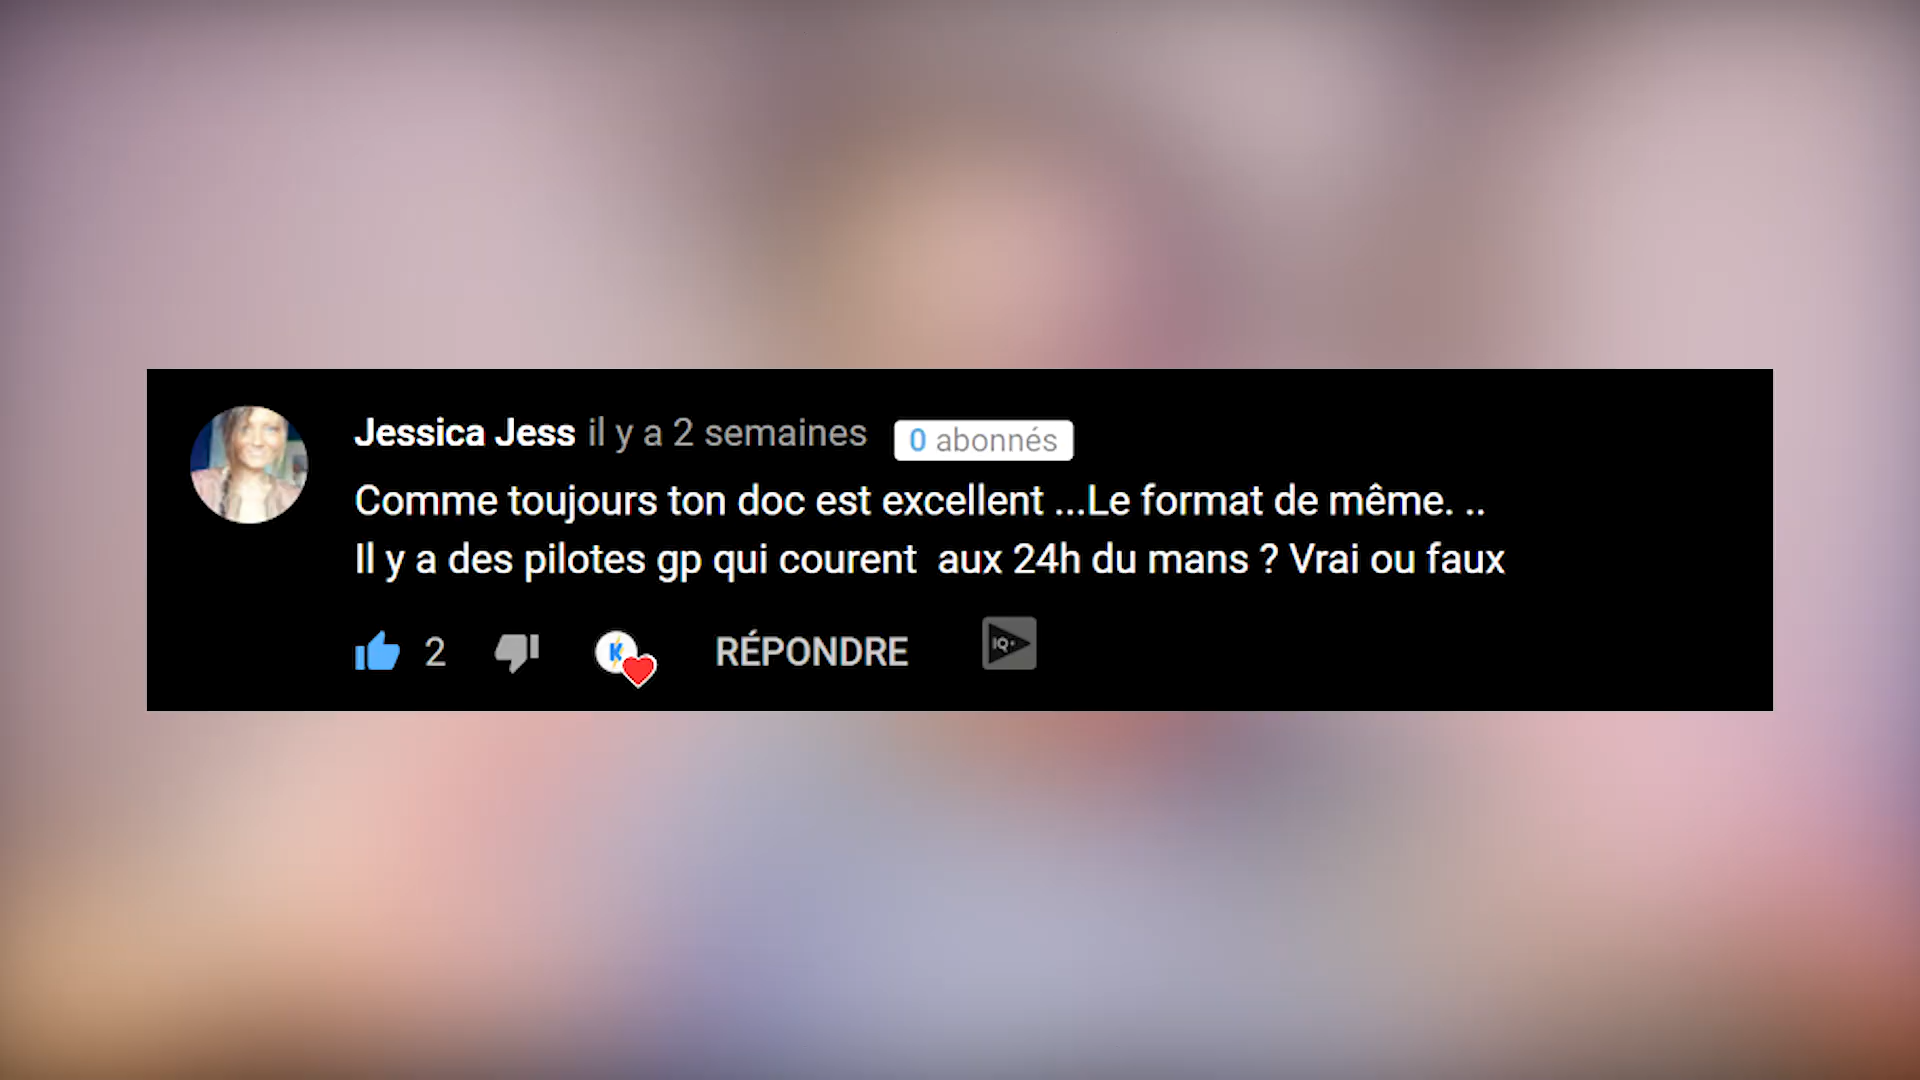 Jessica Jess il y a 2 semaines 0 abonnés
Comme toujours ton doc est excellent ...Le format de même. ..
Il y a des pilotes gp qui courent  aux 24h du mans ? Vrai ou faux
2 K RÉPONDRE IQ